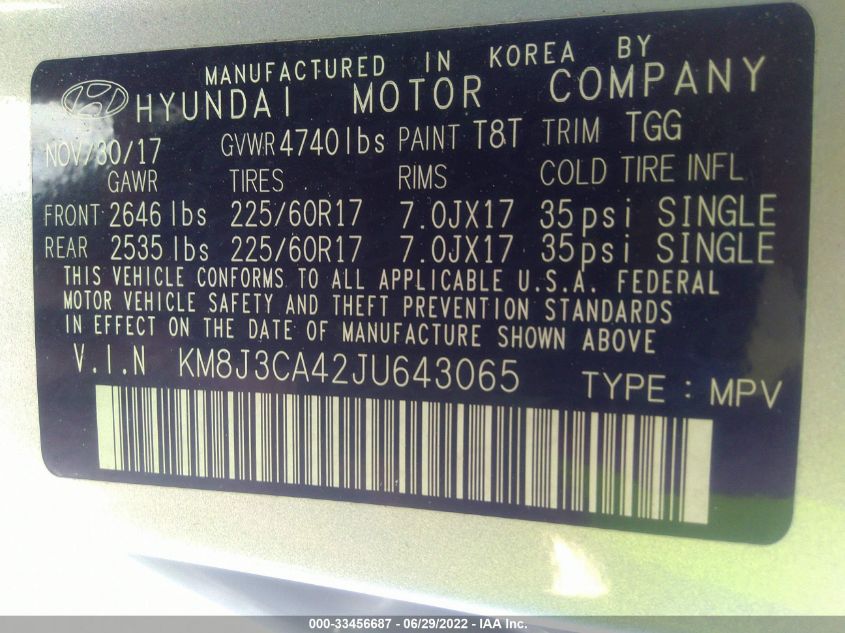 MANUFACTURED IN KOREA BY
HYUNDAI MOTOR COMPANY
NOV/30/17 GVWR 4740lbs PAINT T8T TRIM TGG
GAWR TIRES RIMS COLD TIRE INFL
FRONT 2646 lbs 225/60R17 7.0JX17 35psi SINGLE
REAR 2535 lbs 225/60R17 7.0JX17 35psi SINGLE
THIS VEHICLE CONFORMS TO ALL APPLICABLE U.S.A. FEDERAL
MOTOR VEHICLE SAFETY AND THEFT PREVENTION STANDARDS
IN EFFECT ON THE DATE OF MANUFACTURE SHOWN ABOVE
V.I.N KM8J3CA42JU643065 TYPE : MPV
000-33456687 - 06/29/2022 - IAA Inc.